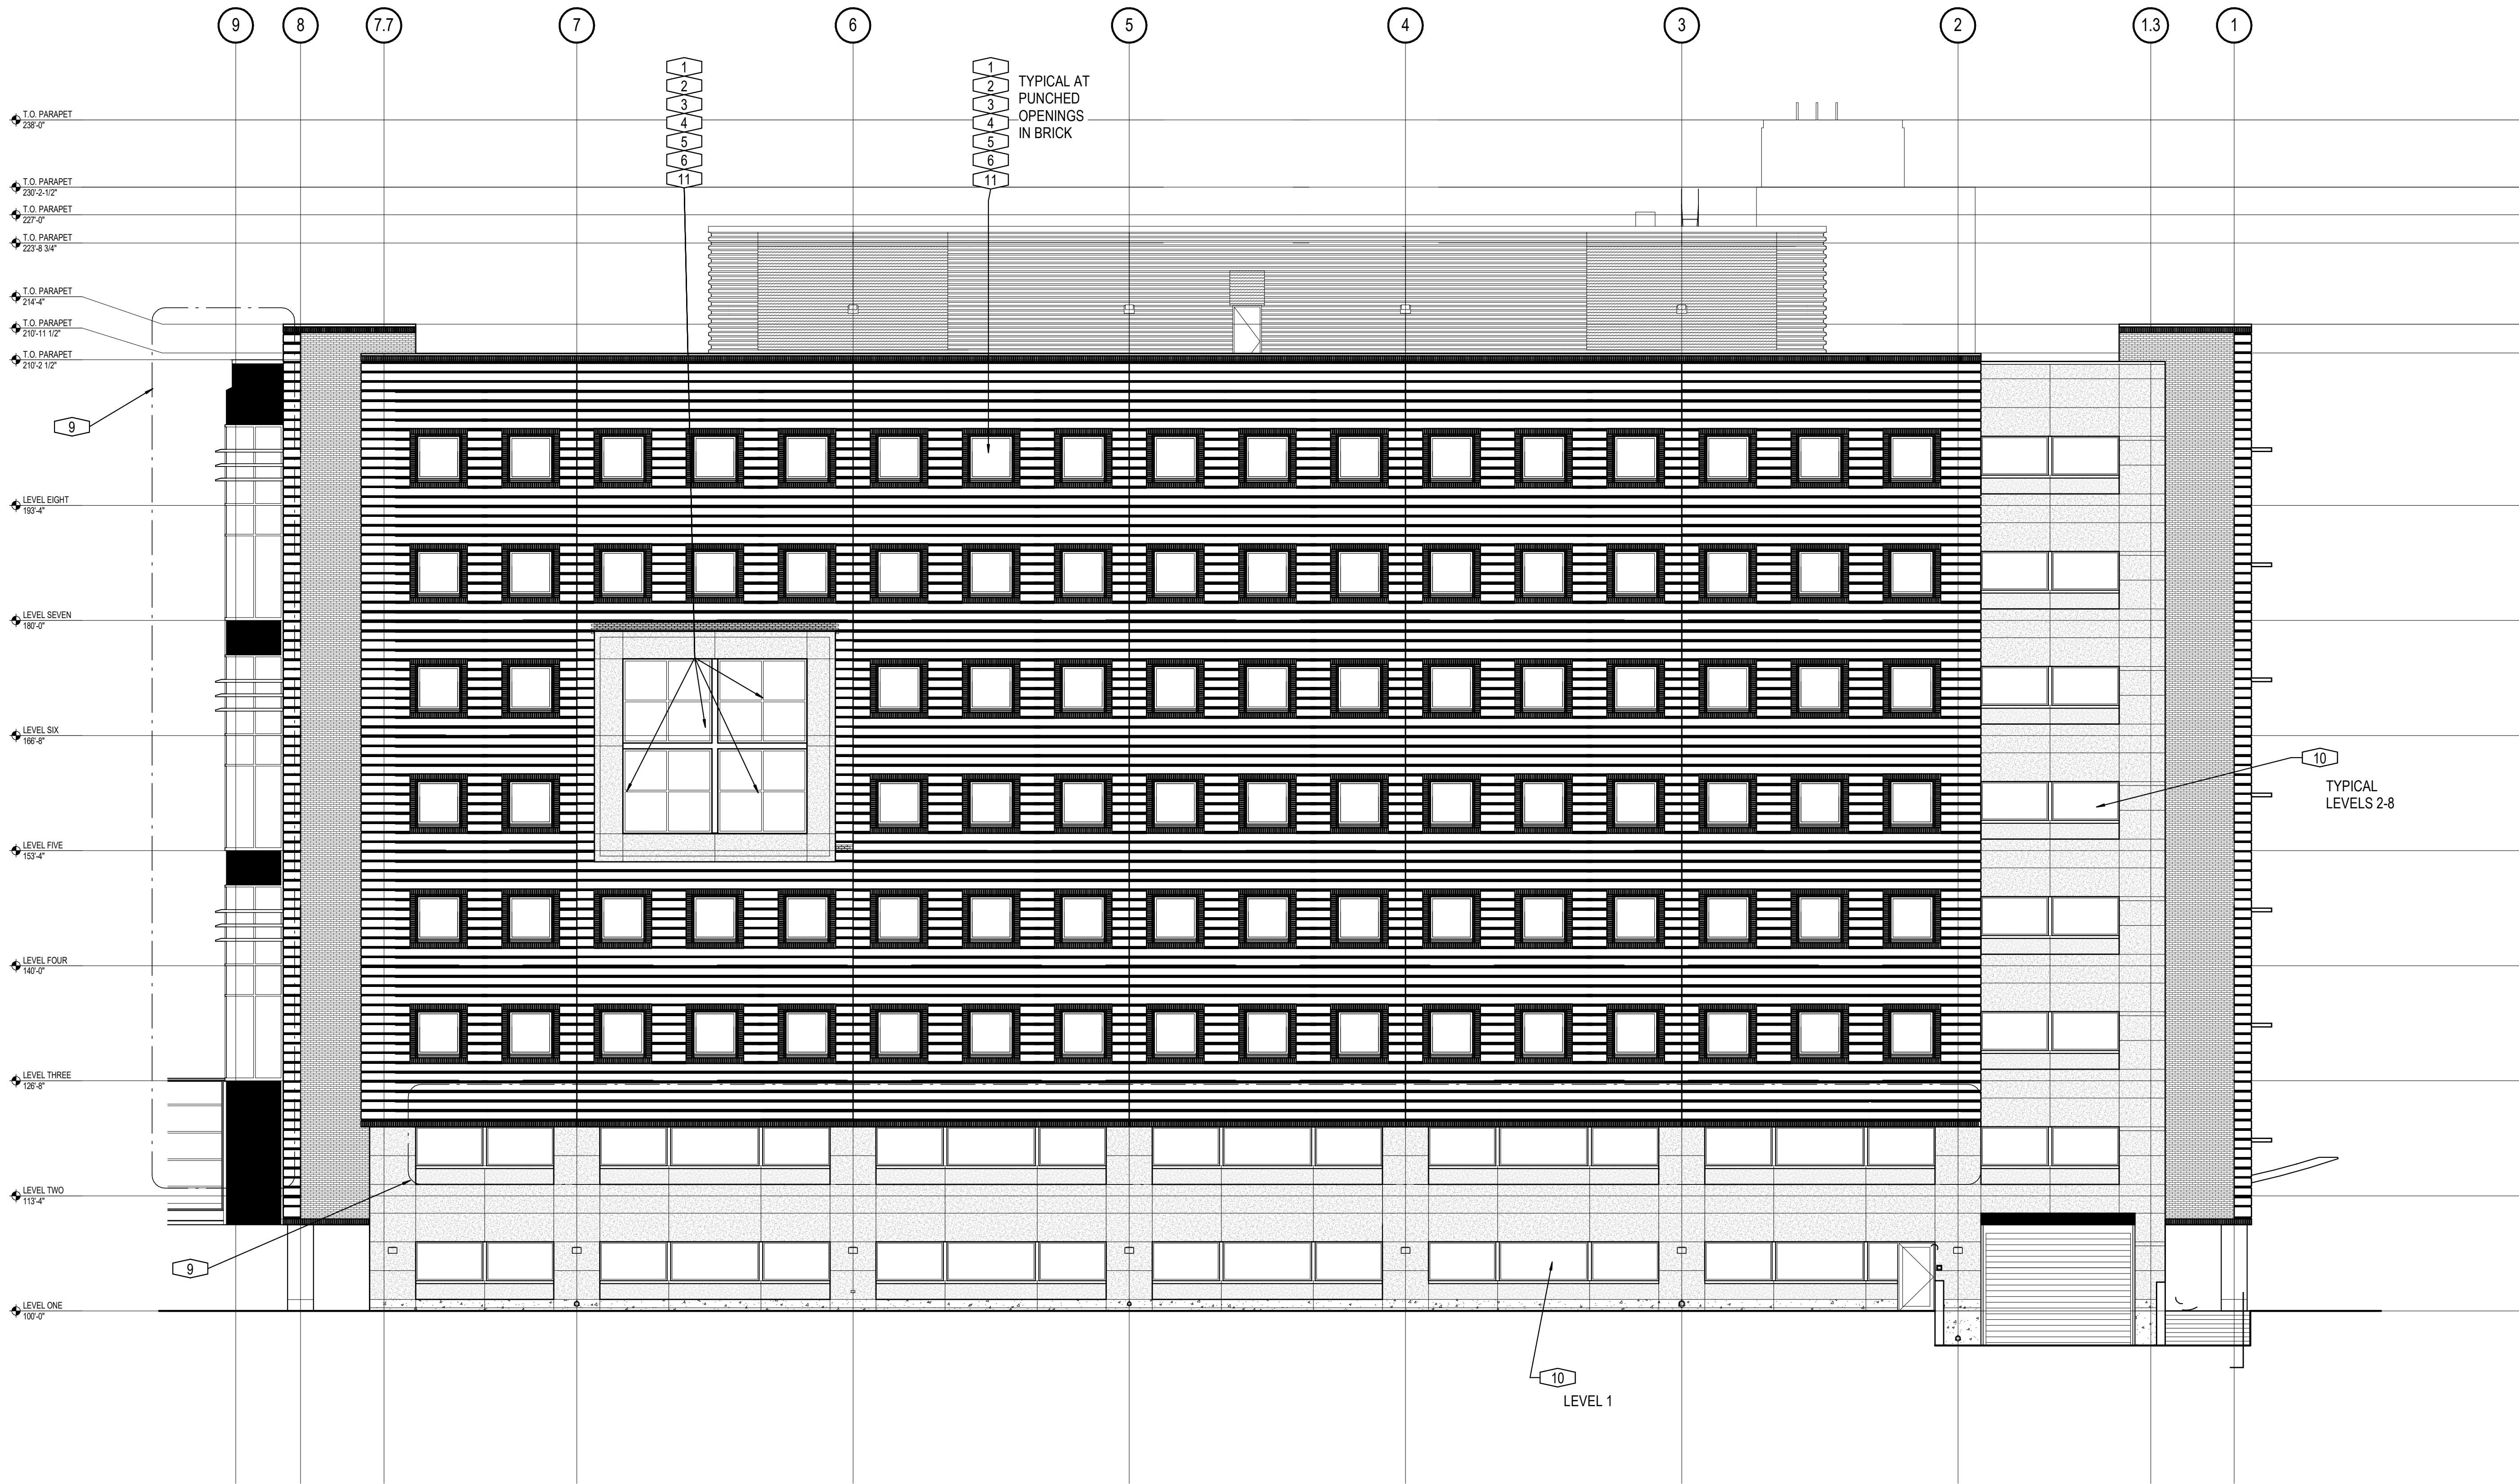 9 8 7.7 7 6 5 4 3 2 1.3 1
1
2
3
4
5
6
11
1
2
3
4
5
6
11
TYPICAL AT
PUNCHED
OPENINGS
IN BRICK
T.O. PARAPET
238'-0"
T.O. PARAPET
230'-2-1/2"
T.O. PARAPET
227'-0"
T.O. PARAPET
223'-8 3/4"
T.O. PARAPET
214'-4"
T.O. PARAPET
210'-11 1/2"
T.O. PARAPET
210'-2 1/2"
9
LEVEL EIGHT
193'-4"
LEVEL SEVEN
180'-0"
LEVEL SIX
166'-8"
10
TYPICAL
LEVELS 2-8
LEVEL FIVE
153'-4"
LEVEL FOUR
140'-0"
LEVEL THREE
126'-8"
LEVEL TWO
113'-4"
9
LEVEL ONE
100'-0"
10
LEVEL 1